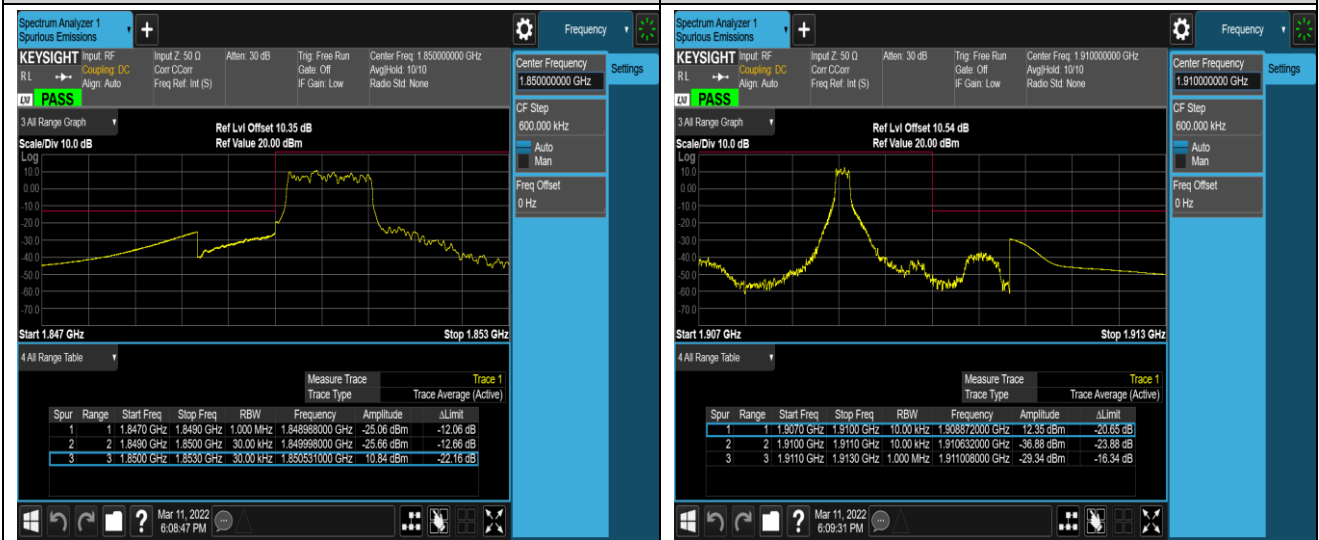 Spectrum Analyzer 1
Spurious Emissions
+
Frequency
KEYSIGHT Input: RF Input Z: 50 Ω Atten: 30 dB Trig: Free Run Center Freq: 1.850000000 GHz
RL Coupling: DC Corr CCorr Gate: Off Avg|Hold: 10/10
Align: Auto Freq Ref: Int (S) IF Gain: Low Radio Std: None
LXI PASS
Center Frequency Settings
1.850000000 GHz
CF Step
600.000 kHz
Auto
Man
Freq Offset
0 Hz
3 All Range Graph
Ref Lvl Offset 10.35 dB
Scale/Div 10.0 dB Ref Value 20.00 dBm
Log
10.0
0.00
-10.0
-20.0
-30.0
-40.0
-50.0
-60.0
-70.0
Start 1.847 GHz Stop 1.853 GHz
4 All Range Table
Measure Trace Trace 1
Trace Type Trace Average (Active)
Spur Range Start Freq Stop Freq RBW Frequency Amplitude ΔLimit
1 1 1.8470 GHz 1.8490 GHz 1.000 MHz 1.848988000 GHz -25.06 dBm -12.06 dB
2 2 1.8490 GHz 1.8500 GHz 30.00 kHz 1.849998000 GHz -25.66 dBm -12.66 dB
3 3 1.8500 GHz 1.8530 GHz 30.00 kHz 1.850531000 GHz 10.84 dBm -22.16 dB
?
Mar 11, 2022
6:08:47 PM
Spectrum Analyzer 1
Spurious Emissions
+
Frequency
KEYSIGHT Input: RF Input Z: 50 Ω Atten: 30 dB Trig: Free Run Center Freq: 1.910000000 GHz
RL Coupling: DC Corr CCorr Gate: Off Avg|Hold: 10/10
Align: Auto Freq Ref: Int (S) IF Gain: Low Radio Std: None
LXI PASS
Center Frequency Settings
1.910000000 GHz
CF Step
600.000 kHz
Auto
Man
Freq Offset
0 Hz
3 All Range Graph
Ref Lvl Offset 10.54 dB
Scale/Div 10.0 dB Ref Value 20.00 dBm
Log
10.0
0.00
-10.0
-20.0
-30.0
-40.0
-50.0
-60.0
-70.0
Start 1.907 GHz Stop 1.913 GHz
4 All Range Table
Measure Trace Trace 1
Trace Type Trace Average (Active)
Spur Range Start Freq Stop Freq RBW Frequency Amplitude ΔLimit
1 1 1.9070 GHz 1.9100 GHz 10.00 kHz 1.908872000 GHz 12.35 dBm -20.65 dB
2 2 1.9100 GHz 1.9110 GHz 10.00 kHz 1.910632000 GHz -36.88 dBm -23.88 dB
3 3 1.9110 GHz 1.9130 GHz 1.000 MHz 1.911008000 GHz -29.34 dBm -16.34 dB
?
Mar 11, 2022
6:09:31 PM